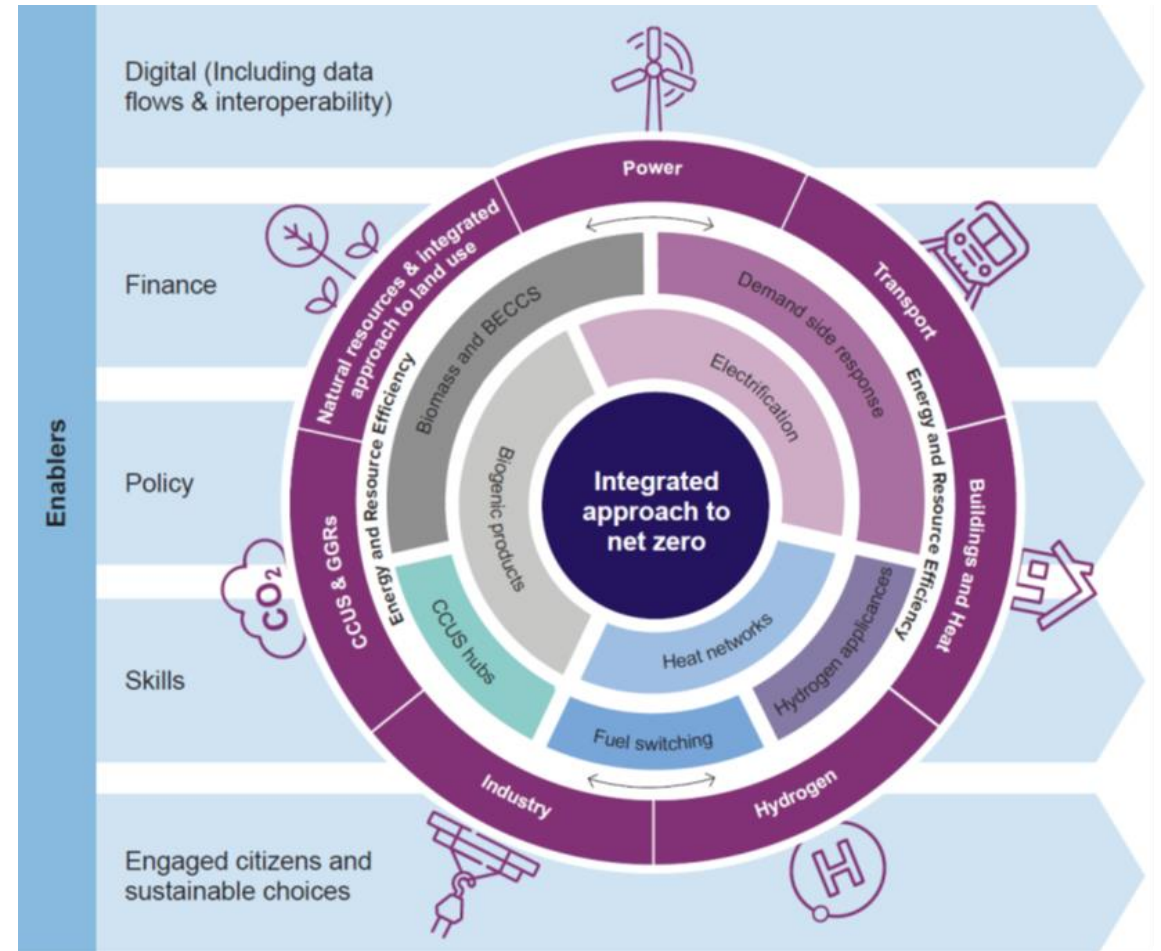 Enablers
Digital (Including data
flows & interoperability)
Finance
Policy
Skills
Engaged citizens and
sustainable choices
Power
Transport
Buildings and Heat
Hydrogen
Industry
CCUS & GGRs
Natural resources & integrated
approach to land use
Energy and Resource Efficiency
Energy and Resource Efficiency
Biomass and BECCS
Demand side response
Hydrogen applicances
Fuel switching
CCUS hubs
Biogenic products
Electrification
Heat networks
Integrated
approach to
net zero
CO₂
H